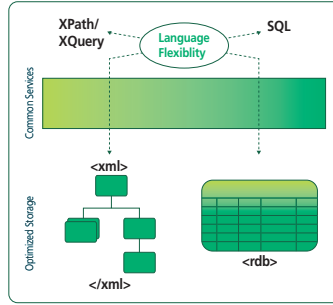 XPath/
XQuery
SQL
Language
Flexiblity
Common Services
<xml>
Optimized Storage
<rdb>
</xml>